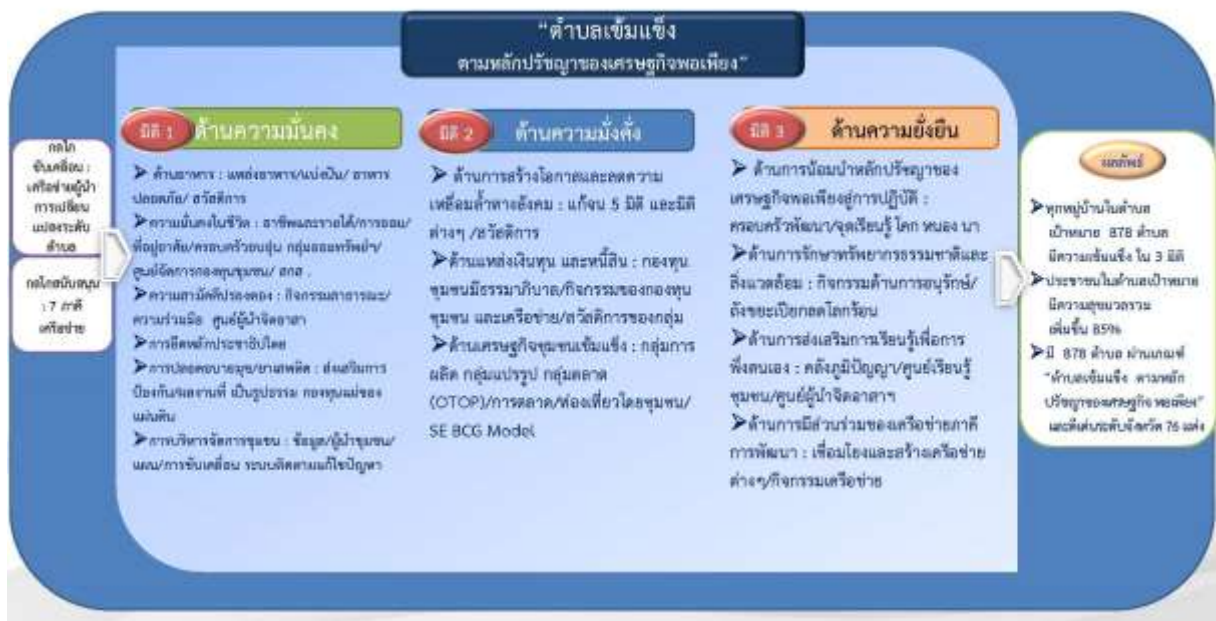 “ตำบลเข้มแข็ง
ตามหลักปรัชญาของเศรษฐกิจพอเพียง”
กลไก
ขับเคลื่อน :
เครือข่ายผู้นำ
การเปลี่ยน
แปลงระดับ
ตำบล
กลไกสนับสนุน
: 7 ภาคี
เครือข่าย
มิติ 1 ด้านความมั่นคง
➢ ด้านอาหาร : แหล่งอาหาร/แบ่งปัน/ อาหาร
ปลอดภัย/ สวัสดิการ
➢ความมั่นคงในชีวิต : อาชีพและรายได้/การออม/
ที่อยู่อาศัย/ครอบครัวอบอุ่น กลุ่มออมทรัพย์ฯ/
ศูนย์จัดการกองทุนชุมชน/ สกส .
➢ความสามัคคีปรองดอง : กิจกรรมสาธารณะ/
ความร่วมมือ ศูนย์ผู้นำจิตอาสา
➢การยึดหลักประชาธิปไตย
➢การปลอดอบายมุข/ยาเสพติด : ส่งเสริมการ
ป้องกัน/ผลงานที่ เป็นรูปธรรม กองทุนแม่ของ
แผ่นดิน
➢การบริหารจัดการชุมชน : ข้อมูล/ผู้นำชุมชน/
แผน/การขับเคลื่อน ระบบติดตามแก้ไขปัญหา
มิติ 2 ด้านความมั่งคั่ง
➢ ด้านการสร้างโอกาสและลดความ
เหลื่อมล้ำทางสังคม : แก้จน 5 มิติ และมิติ
ต่างๆ /สวัสดิการ
➢ด้านแหล่งเงินทุน และหนี้สิน : กองทุน
ชุมชนมีธรรมาภิบาล/กิจกรรมของกองทุน
ชุมชน และเครือข่าย/สวัสดิการของกลุ่ม
➢ด้านเศรษฐกิจชุมชนเข้มแข็ง : กลุ่มการ
ผลิต กลุ่มแปรรูป กลุ่มตลาด
(OTOP)/การตลาด/ท่องเที่ยวโดยชุมชน/
SE BCG Model
มิติ 3 ด้านความยั่งยืน
➢ ด้านการน้อมนำหลักปรัชญาของ
เศรษฐกิจพอเพียงสู่การปฏิบัติ :
ครอบครัวพัฒนา/จุดเรียนรู้ โคก หนอง นา
➢ด้านการรักษาทรัพยากรธรรมชาติและ
สิ่งแวดล้อม : กิจกรรมด้านการอนุรักษ์/
ถังขยะเปียกลดโลกร้อน
➢ด้านการส่งเสริมการเรียนรู้เพื่อการ
พึ่งตนเอง : คลังภูมิปัญญา/ศูนย์เรียนรู้
ชุมชน/ศูนย์ผู้นำจิตอาสาฯ
➢ด้านการมีส่วนร่วมของเครือข่ายภาคี
การพัฒนา : เชื่อมโยงและสร้างเครือข่าย
ต่างๆ/กิจกรรมเครือข่าย
ผลลัพธ์
➢ทุกหมู่บ้านในตำบล
เป้าหมาย 878 ตำบล
มีความเข้มแข็ง ใน 3 มิติ
➢ประชาชนในตำบลเป้าหมาย
มีความสุขมวลรวม
เพิ่มขึ้น 85%
➢มี 878 ตำบล ผ่านเกณฑ์
“ตำบลเข้มแข็ง ตามหลัก
ปรัชญาของเศรษฐกิจ พอเพียง”
และดีเด่นระดับจังหวัด 76 แห่ง